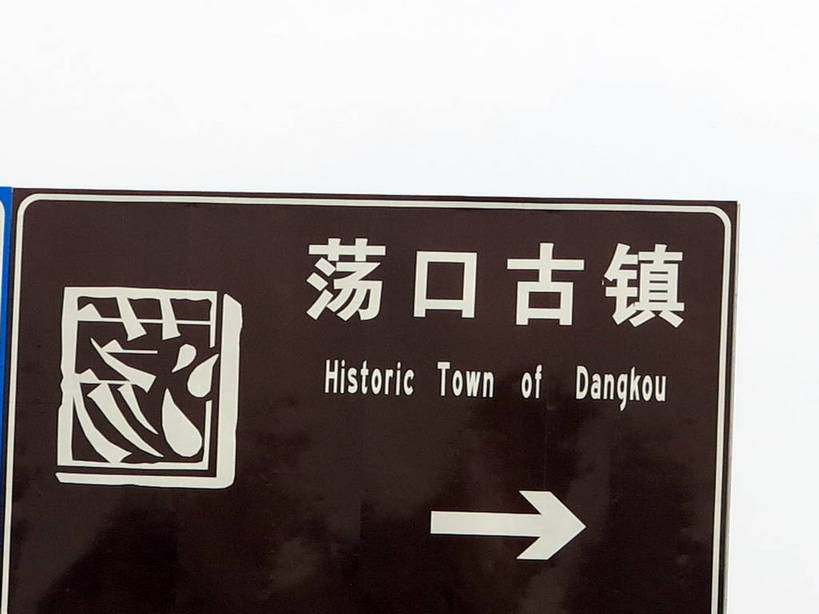 荡口古镇
Historic Town of Dangkou